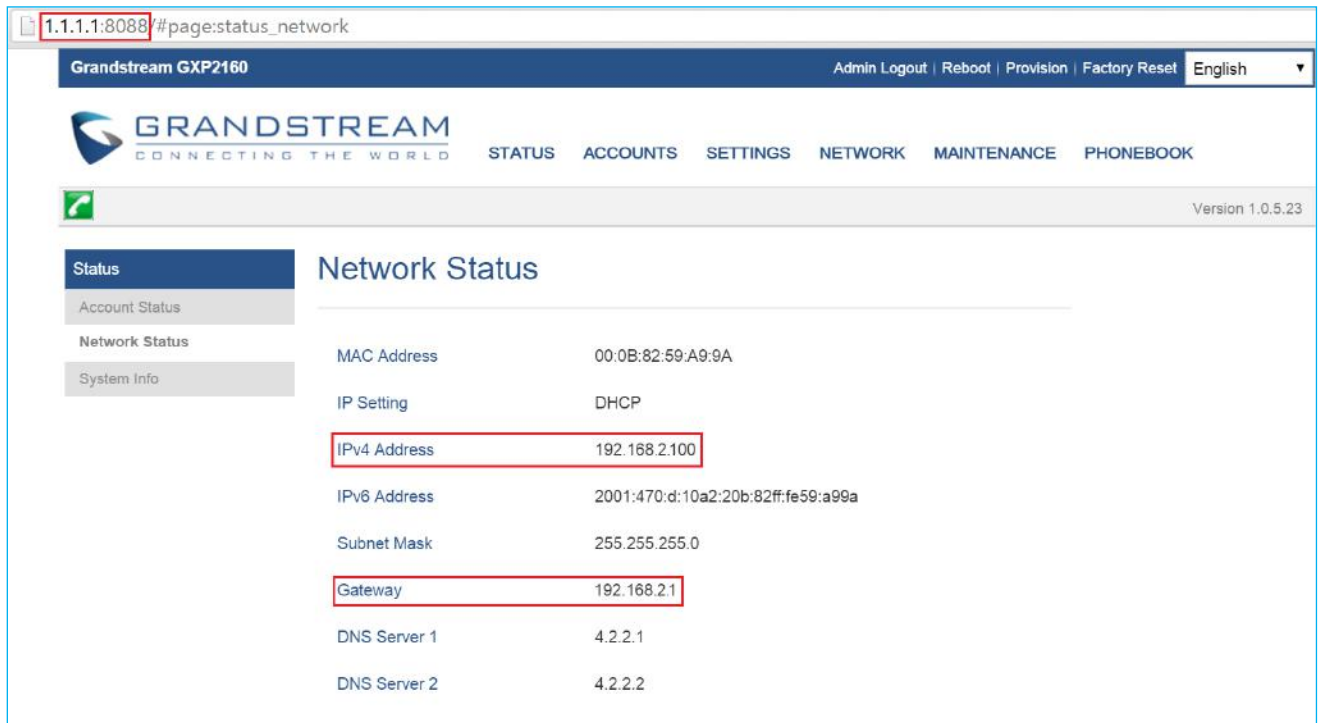 1.1.1.1:8088/#page:status_network
Grandstream GXP2160 Admin Logout | Reboot | Provision | Factory Reset English
GRANDSTREAM
CONNECTING THE WORLD
STATUS ACCOUNTS SETTINGS NETWORK MAINTENANCE PHONEBOOK
Version 1.0.5.23
Status
Account Status
Network Status
System Info
Network Status
MAC Address 00:0B:82:59:A9:9A
IP Setting DHCP
IPv4 Address 192.168.2.100
IPv6 Address 2001:470:d:10a2:20b:82ff:fe59:a99a
Subnet Mask 255.255.255.0
Gateway 192.168.2.1
DNS Server 1 4.2.2.1
DNS Server 2 4.2.2.2